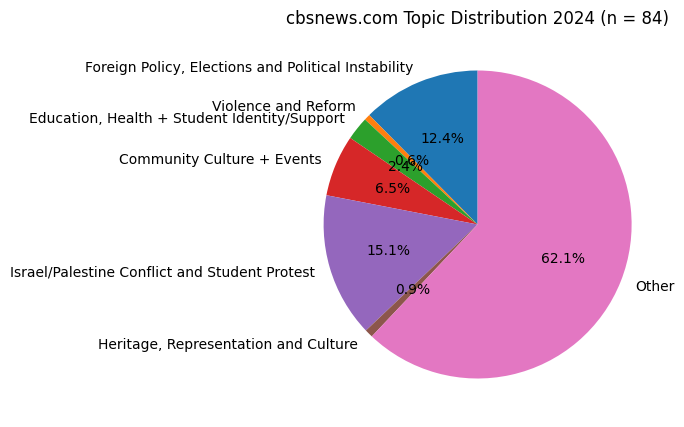 cbsnews.com Topic Distribution 2024 (n = 84)
Foreign Policy, Elections and Political Instability
12.4%
Violence and Reform
0.6%
Education, Health + Student Identity/Support
2.4%
Community Culture + Events
6.5%
Israel/Palestine Conflict and Student Protest
15.1%
Heritage, Representation and Culture
0.9%
Other
62.1%